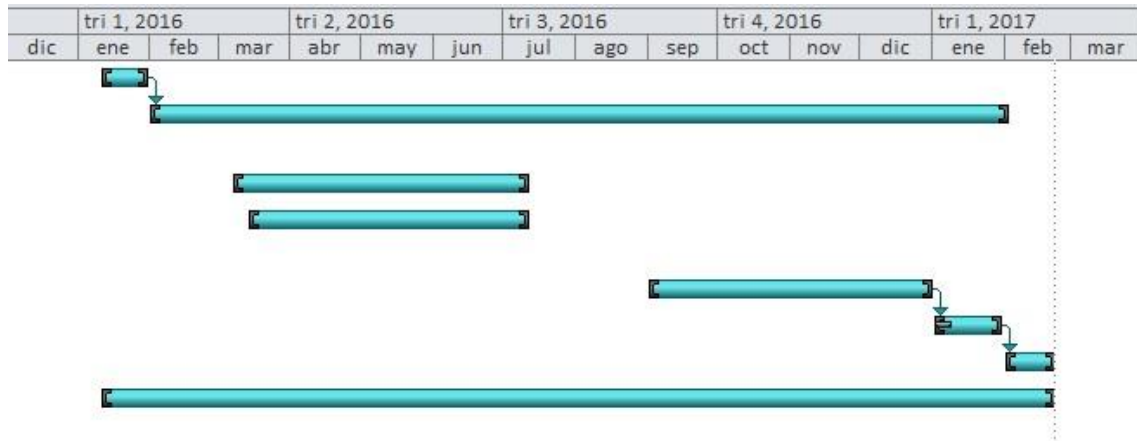 tri 1, 2016 tri 2, 2016 tri 3, 2016 tri 4, 2016 tri 1, 2017
dic ene feb mar abr may jun jul ago sep oct nov dic ene feb mar